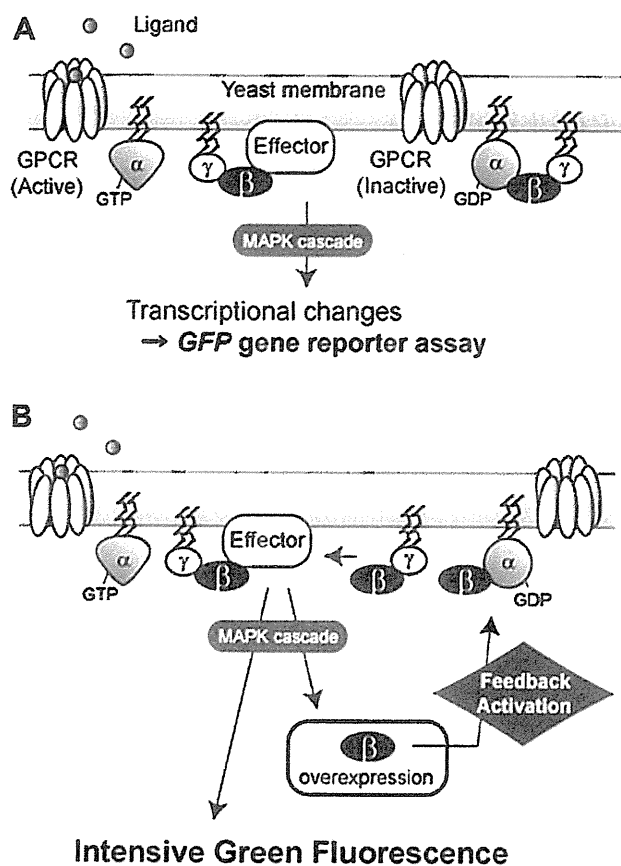 A
Ligand
Yeast membrane
GPCR
(Active)
α
GTP
γ
β
Effector
GPCR
(Inactive)
α
GDP
β
γ
MAPK cascade
Transcriptional changes
→ GFP gene reporter assay
B
α
GTP
γ
β
Effector
β
γ
β
α
GDP
MAPK cascade
Feedback
Activation
β
overexpression
Intensive Green Fluorescence